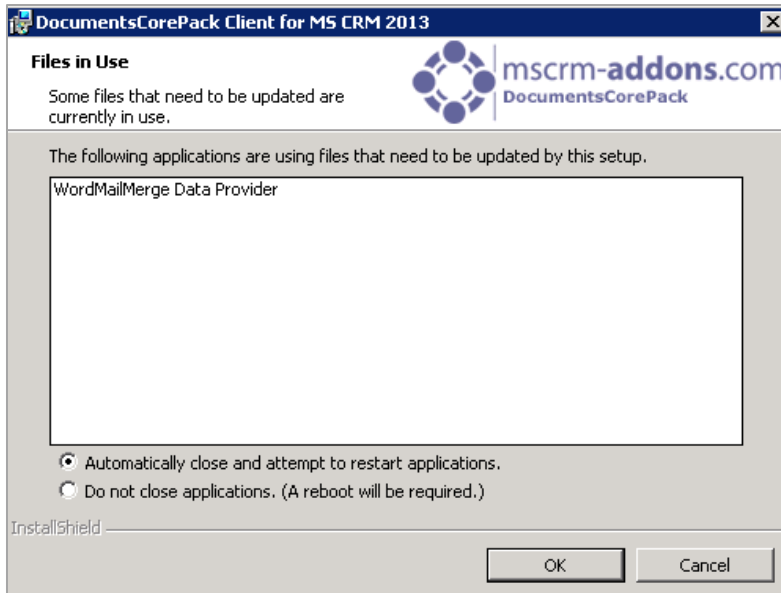 DocumentsCorePack Client for MS CRM 2013
Files in Use
Some files that need to be updated are
currently in use.
mscrm-addons.com
DocumentsCorePack
The following applications are using files that need to be updated by this setup.
WordMailMerge Data Provider
Automatically close and attempt to restart applications.
Do not close applications. (A reboot will be required.)
InstallShield
OK
Cancel